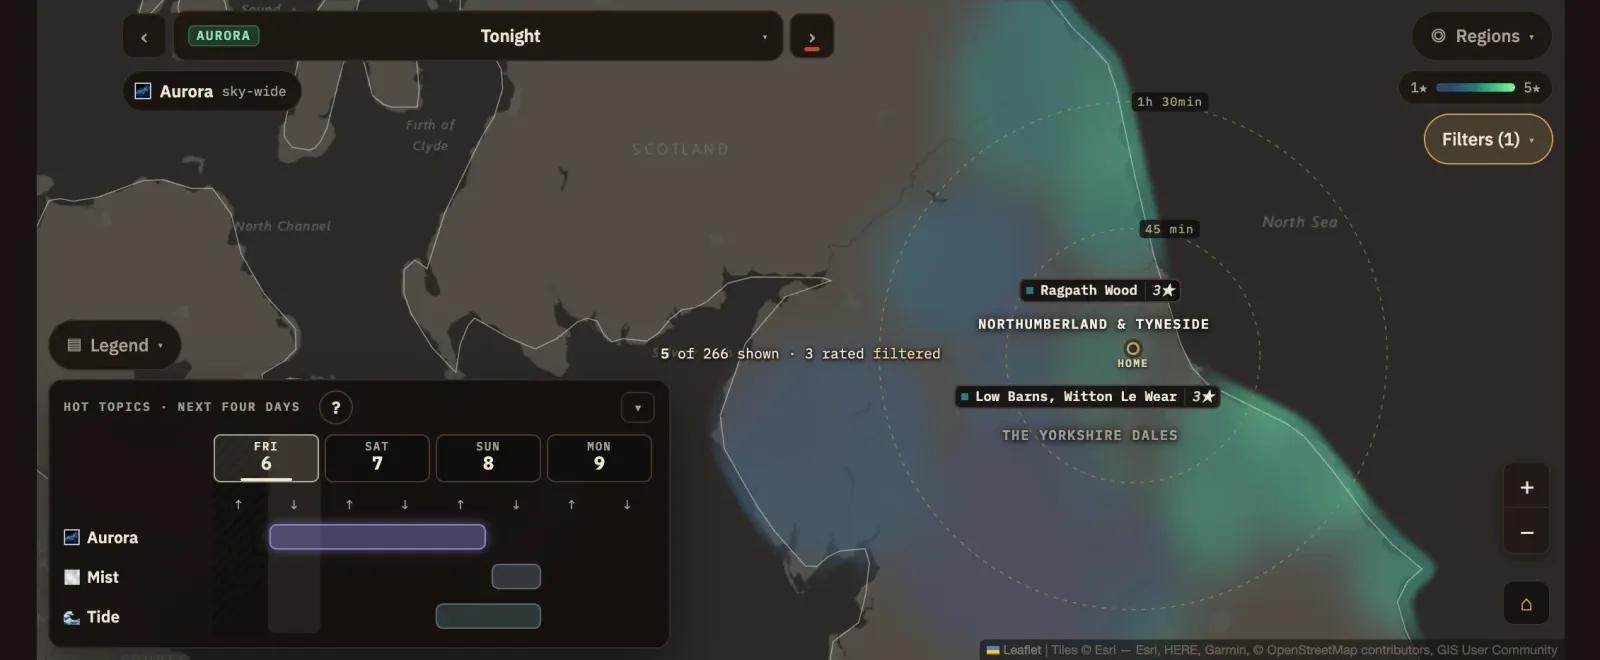 Sound
‹
AURORA
Tonight
›
Regions
Aurora sky-wide
1★ 5★
Filters (1)
Firth of
Clyde
SCOTLAND
1h 30min
North Channel
North Sea
45 min
Ragpath Wood 3★
NORTHUMBERLAND & TYNESIDE
HOME
Legend
5 of 266 shown · 3 rated filtered
Low Barns, Witton Le Wear 3★
THE YORKSHIRE DALES
HOT TOPICS · NEXT FOUR DAYS ?
FRI SAT SUN MON
6 7 8 9
↑ ↓ ↑ ↓ ↑ ↓ ↑ ↓
Aurora
Mist
Tide
+
−
Leaflet | Tiles © Esri — Esri, HERE, Garmin, © OpenStreetMap contributors, GIS User Community